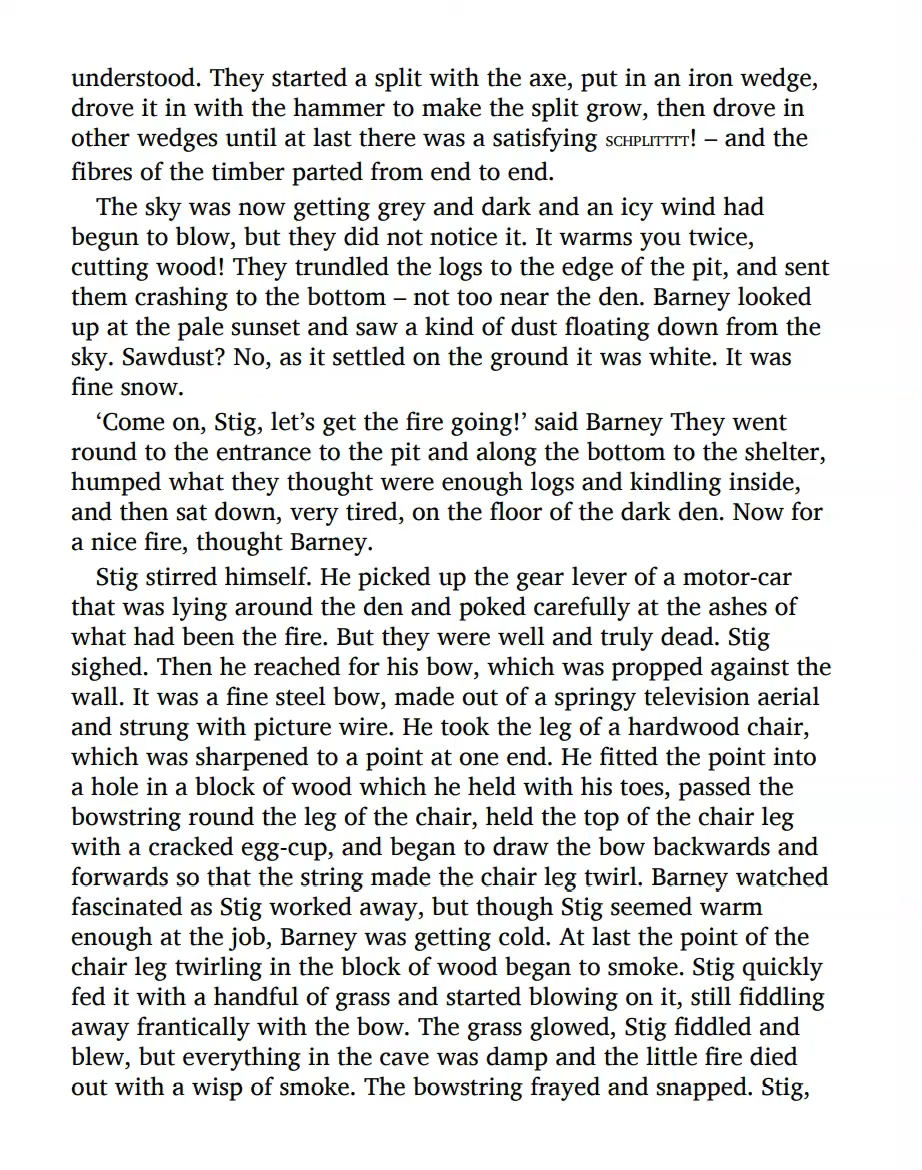 understood. They started a split with the axe, put in an iron wedge,
drove it in with the hammer to make the split grow, then drove in
other wedges until at last there was a satisfying SCHPLITTTT! – and the
fibres of the timber parted from end to end.
The sky was now getting grey and dark and an icy wind had
begun to blow, but they did not notice it. It warms you twice,
cutting wood! They trundled the logs to the edge of the pit, and sent
them crashing to the bottom – not too near the den. Barney looked
up at the pale sunset and saw a kind of dust floating down from the
sky. Sawdust? No, as it settled on the ground it was white. It was
fine snow.
‘Come on, Stig, let’s get the fire going!’ said Barney They went
round to the entrance to the pit and along the bottom to the shelter,
humped what they thought were enough logs and kindling inside,
and then sat down, very tired, on the floor of the dark den. Now for
a nice fire, thought Barney.
Stig stirred himself. He picked up the gear lever of a motor-car
that was lying around the den and poked carefully at the ashes of
what had been the fire. But they were well and truly dead. Stig
sighed. Then he reached for his bow, which was propped against the
wall. It was a fine steel bow, made out of a springy television aerial
and strung with picture wire. He took the leg of a hardwood chair,
which was sharpened to a point at one end. He fitted the point into
a hole in a block of wood which he held with his toes, passed the
bowstring round the leg of the chair, held the top of the chair leg
with a cracked egg-cup, and began to draw the bow backwards and
forwards so that the string made the chair leg twirl. Barney watched
fascinated as Stig worked away, but though Stig seemed warm
enough at the job, Barney was getting cold. At last the point of the
chair leg twirling in the block of wood began to smoke. Stig quickly
fed it with a handful of grass and started blowing on it, still fiddling
away frantically with the bow. The grass glowed, Stig fiddled and
blew, but everything in the cave was damp and the little fire died
out with a wisp of smoke. The bowstring frayed and snapped. Stig,